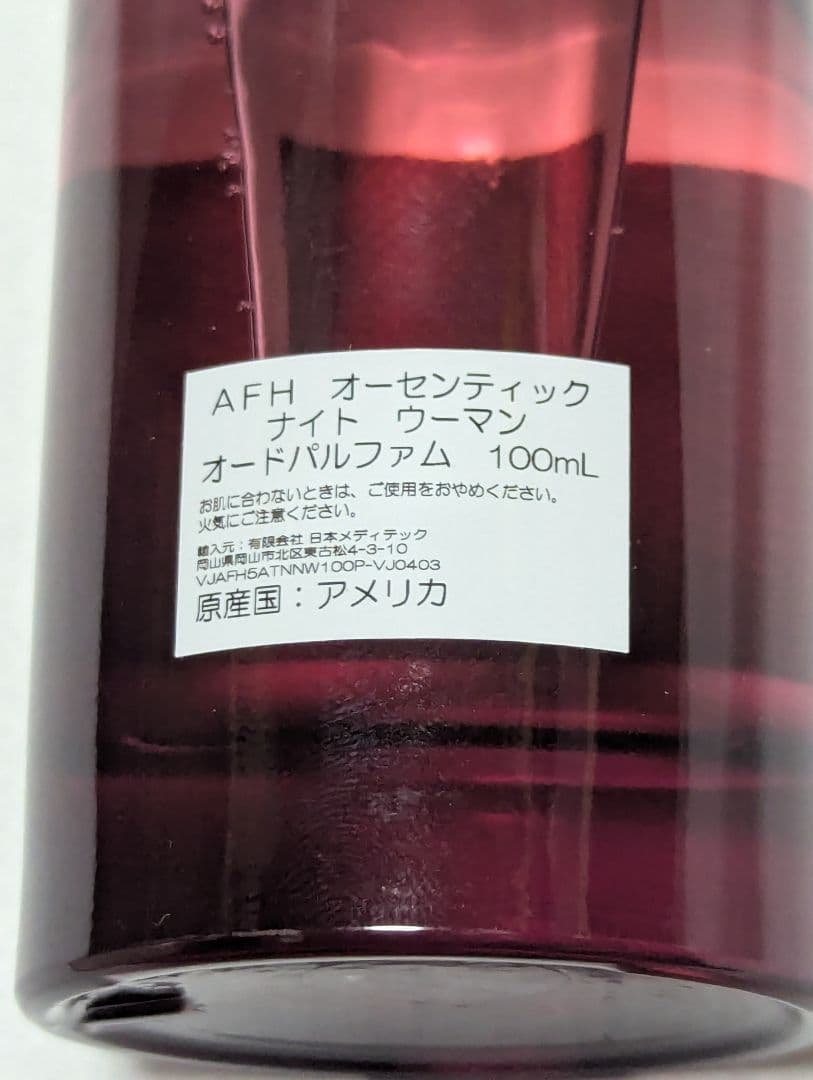 AFH オーセンティック
ナイト ウーマン
オードパルファム 100mL
お肌に合わないときは、ご使用をおやめください。
火気にご注意ください。
輸入元：有限会社 日本メディテック
岡山県岡山市北区東古松4-3-10
VJAFH5ATNNW100P-VJ0403
原産国：アメリカ